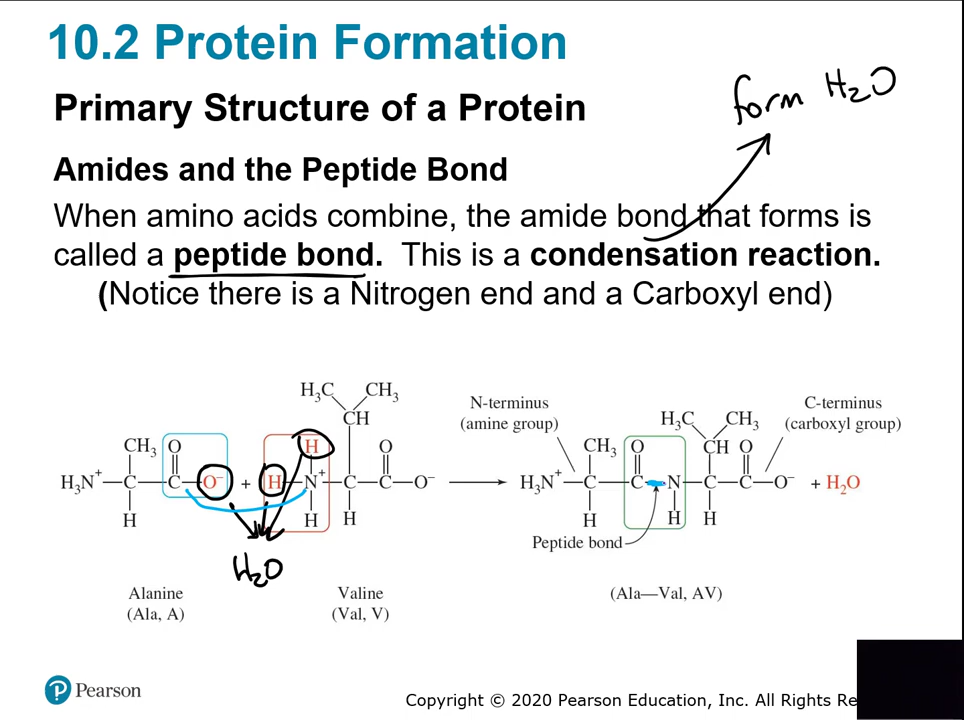 10.2 Protein Formation
Primary Structure of a Protein
form H₂O
Amides and the Peptide Bond
When amino acids combine, the amide bond that forms is
called a peptide bond. This is a condensation reaction.
(Notice there is a Nitrogen end and a Carboxyl end)
H₃C CH₃
CH
CH₃ O H O
H₃N⁺—C—C—O⁻ + H—N⁺—C—C—O⁻
H H H
H₂O
Alanine
(Ala, A)
Valine
(Val, V)
N-terminus
(amine group)
C-terminus
(carboxyl group)
H₃C CH₃
CH₃ O CH O
H₃N⁺—C—C—N—C—C—O⁻ + H₂O
H H H
Peptide bond
(Ala—Val, AV)
P Pearson
Copyright © 2020 Pearson Education, Inc. All Rights Re